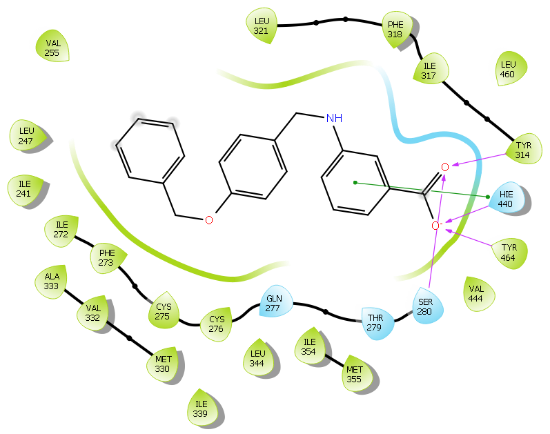 LEU
321
PHE
318
VAL
255
ILE
317
LEU
460
NH
LEU
247
TYR
314
O
ILE
241
HIE
440
O
O-
ILE
272
TYR
464
PHE
273
ALA
333
VAL
444
CYS
275
GLN
277
SER
280
VAL
332
CYS
276
THR
279
ILE
354
LEU
344
MET
330
MET
355
ILE
339